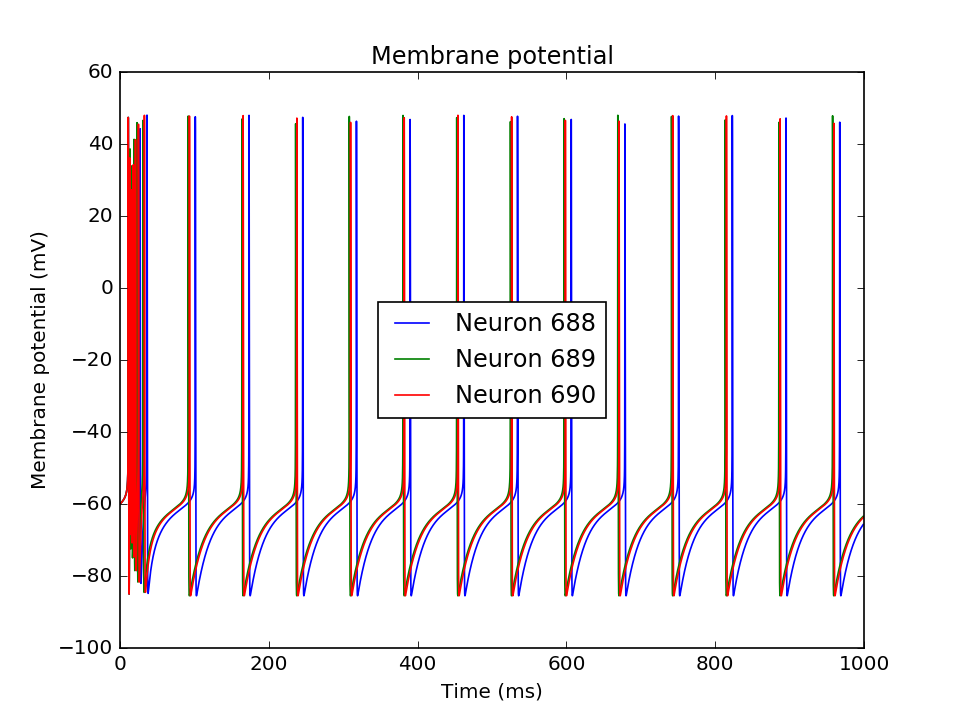 Membrane potential
60
40
20
0
−20
−40
−60
−80
−100
Membrane potential (mV)
Neuron 688
Neuron 689
Neuron 690
0 200 400 600 800 1000
Time (ms)